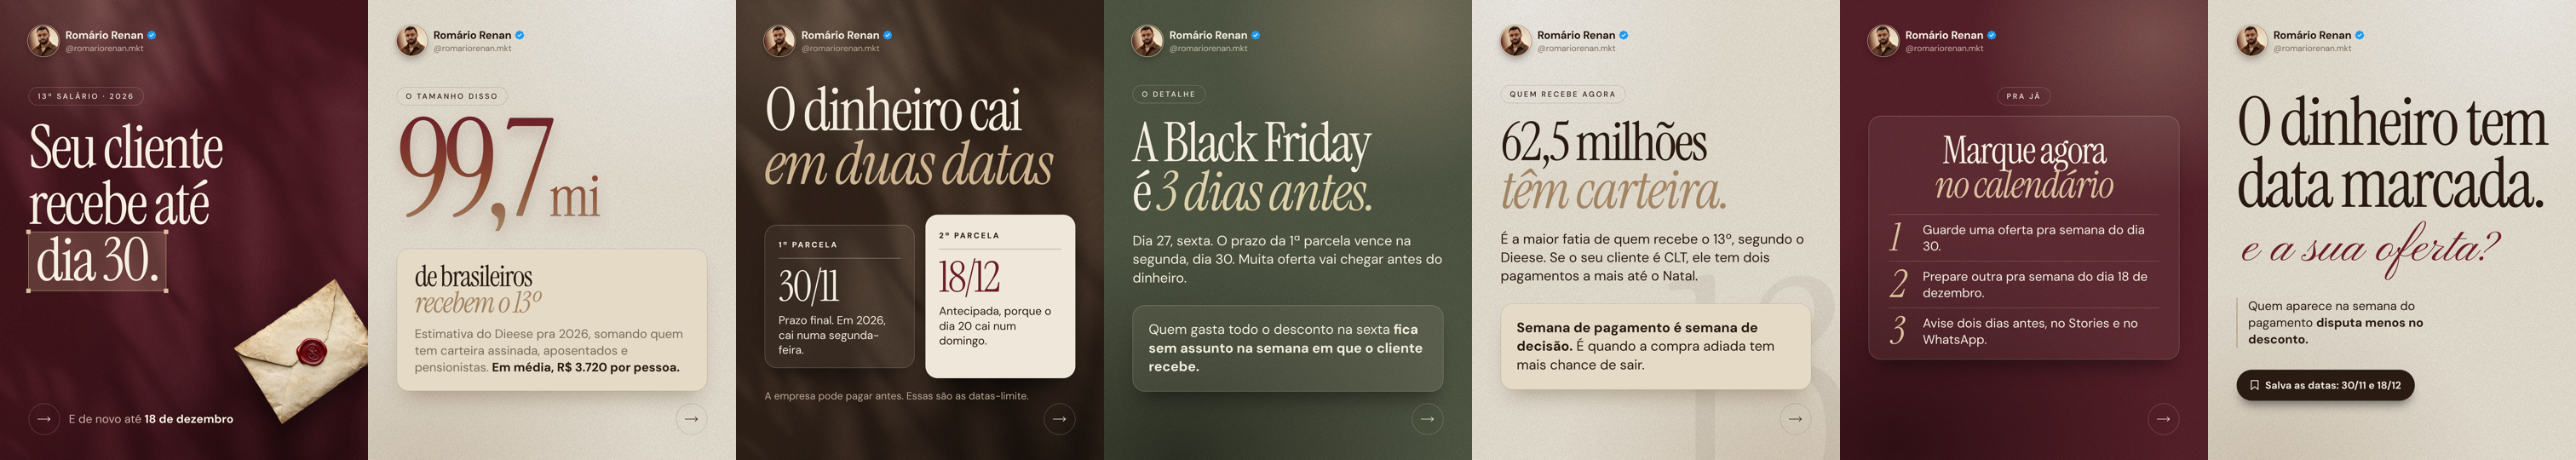 Romário Renan
@romariorenan.mkt
13º SALÁRIO · 2026
Seu cliente
recebe até
dia 30.
E de novo até 18 de dezembro
Romário Renan
@romariorenan.mkt
O TAMANHO DISSO
99,7 mi
de brasileiros
recebem o 13º
Estimativa do Dieese pra 2026, somando quem
tem carteira assinada, aposentados e
pensionistas. Em média, R$ 3.720 por pessoa.
Romário Renan
@romariorenan.mkt
O dinheiro cai
em duas datas
1ª PARCELA
30/11
Prazo final. Em 2026,
cai numa segunda-
feira.
2ª PARCELA
18/12
Antecipada, porque o
dia 20 cai num
domingo.
A empresa pode pagar antes. Essas são as datas-limite.
Romário Renan
@romariorenan.mkt
O DETALHE
A Black Friday
é 3 dias antes.
Dia 27, sexta. O prazo da 1ª parcela vence na
segunda, dia 30. Muita oferta vai chegar antes do
dinheiro.
Quem gasta todo o desconto na sexta fica
sem assunto na semana em que o cliente
recebe.
Romário Renan
@romariorenan.mkt
QUEM RECEBE AGORA
62,5 milhões
têm carteira.
É a maior fatia de quem recebe o 13º, segundo o
Dieese. Se o seu cliente é CLT, ele tem dois
pagamentos a mais até o Natal.
13
Semana de pagamento é semana de
decisão. É quando a compra adiada tem
mais chance de sair.
Romário Renan
@romariorenan.mkt
PRA JÁ
Marque agora
no calendário
1 Guarde uma oferta pra semana do dia
30.
2 Prepare outra pra semana do dia 18 de
dezembro.
3 Avise dois dias antes, no Stories e no
WhatsApp.
Romário Renan
@romariorenan.mkt
O dinheiro tem
data marcada.
e a sua oferta?
Quem aparece na semana do
pagamento disputa menos no
desconto.
Salva as datas: 30/11 e 18/12